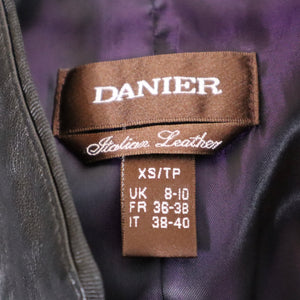 DANIER
Italian Leather
XS/TP
UK 8-10
FR 36-38
IT 38-40